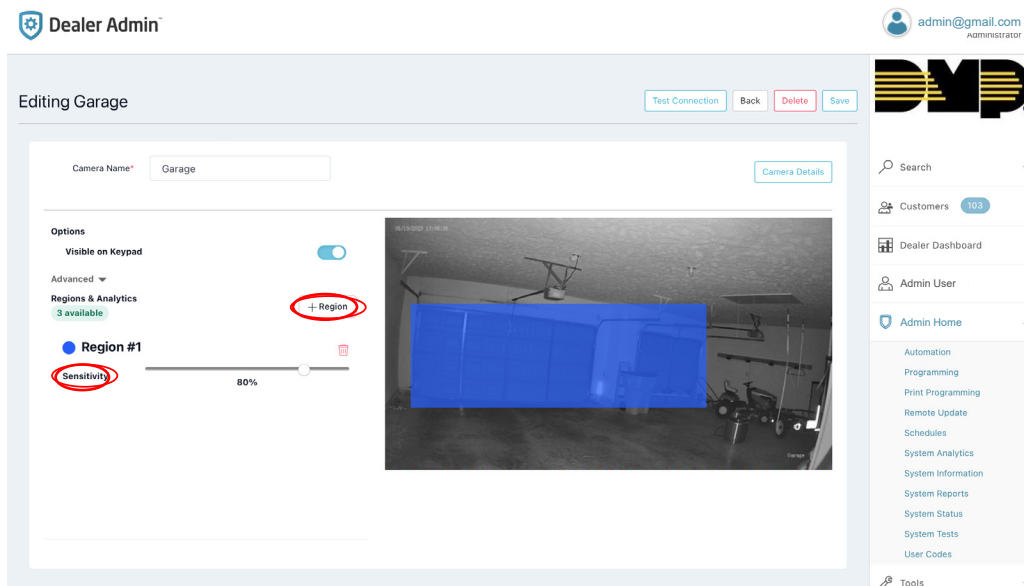 Dealer Admin™
admin@gmail.com
Administrator
DMP
Editing Garage
Test Connection
Back
Delete
Save
Camera Name*
Garage
Camera Details
Options
Visible on Keypad
Advanced
Regions & Analytics
3 available
+ Region
Region #1
Sensitivity
80%
Garage
Search
Customers 103
Dealer Dashboard
Admin User
Admin Home
Automation
Programming
Print Programming
Remote Update
Schedules
System Analytics
System Information
System Reports
System Status
System Tests
User Codes
Tools